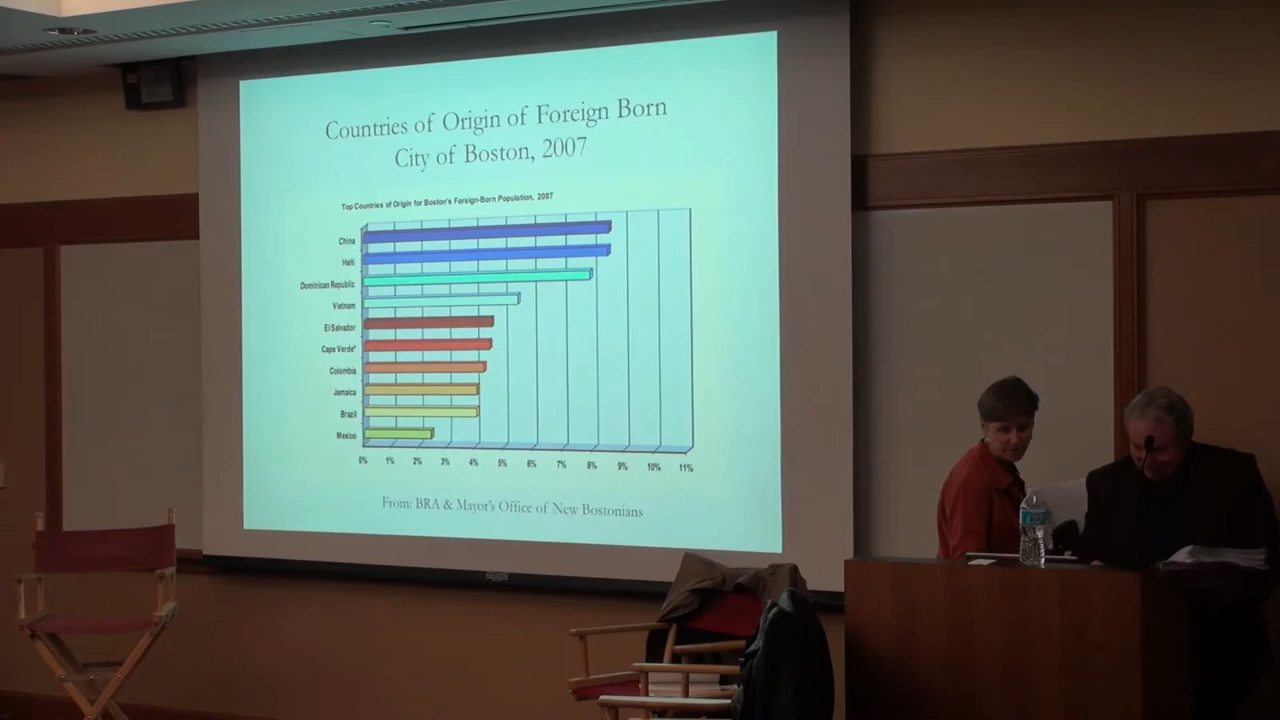 Countries of Origin of Foreign Born
City of Boston, 2007
Top Countries of Origin for Boston's Foreign-Born Population, 2007
China
Haiti
Dominican Republic
Vietnam
El Salvador
Cape Verde*
Colombia
Jamaica
Brazil
Mexico
0% 1% 2% 3% 4% 5% 6% 7% 8% 9% 10% 11%
From: BRA & Mayor's Office of New Bostonians